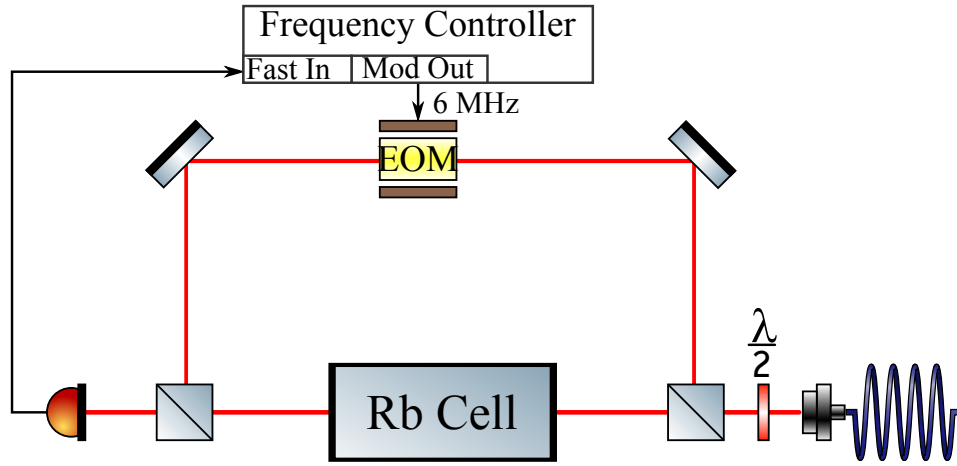 Frequency Controller
Fast In
Mod Out
6 MHz
EOM
λ
2
Rb Cell